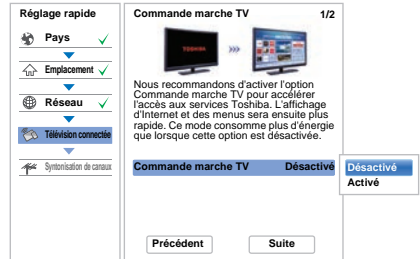 Réglage rapide
Pays
Emplacement
Réseau
Télévision connectée
Syntonisation de canaux
Commande marche TV 1/2
TOSHIBA
Nous recommandons d'activer l'option
Commande marche TV pour accélérer
l'accès aux services Toshiba. L'affichage
d'Internet et des menus sera ensuite plus
rapide. Ce mode consomme plus d'énergie
que lorsque cette option est désactivée.
Commande marche TV Désactivé
Désactivé
Activé
Précédent Suite